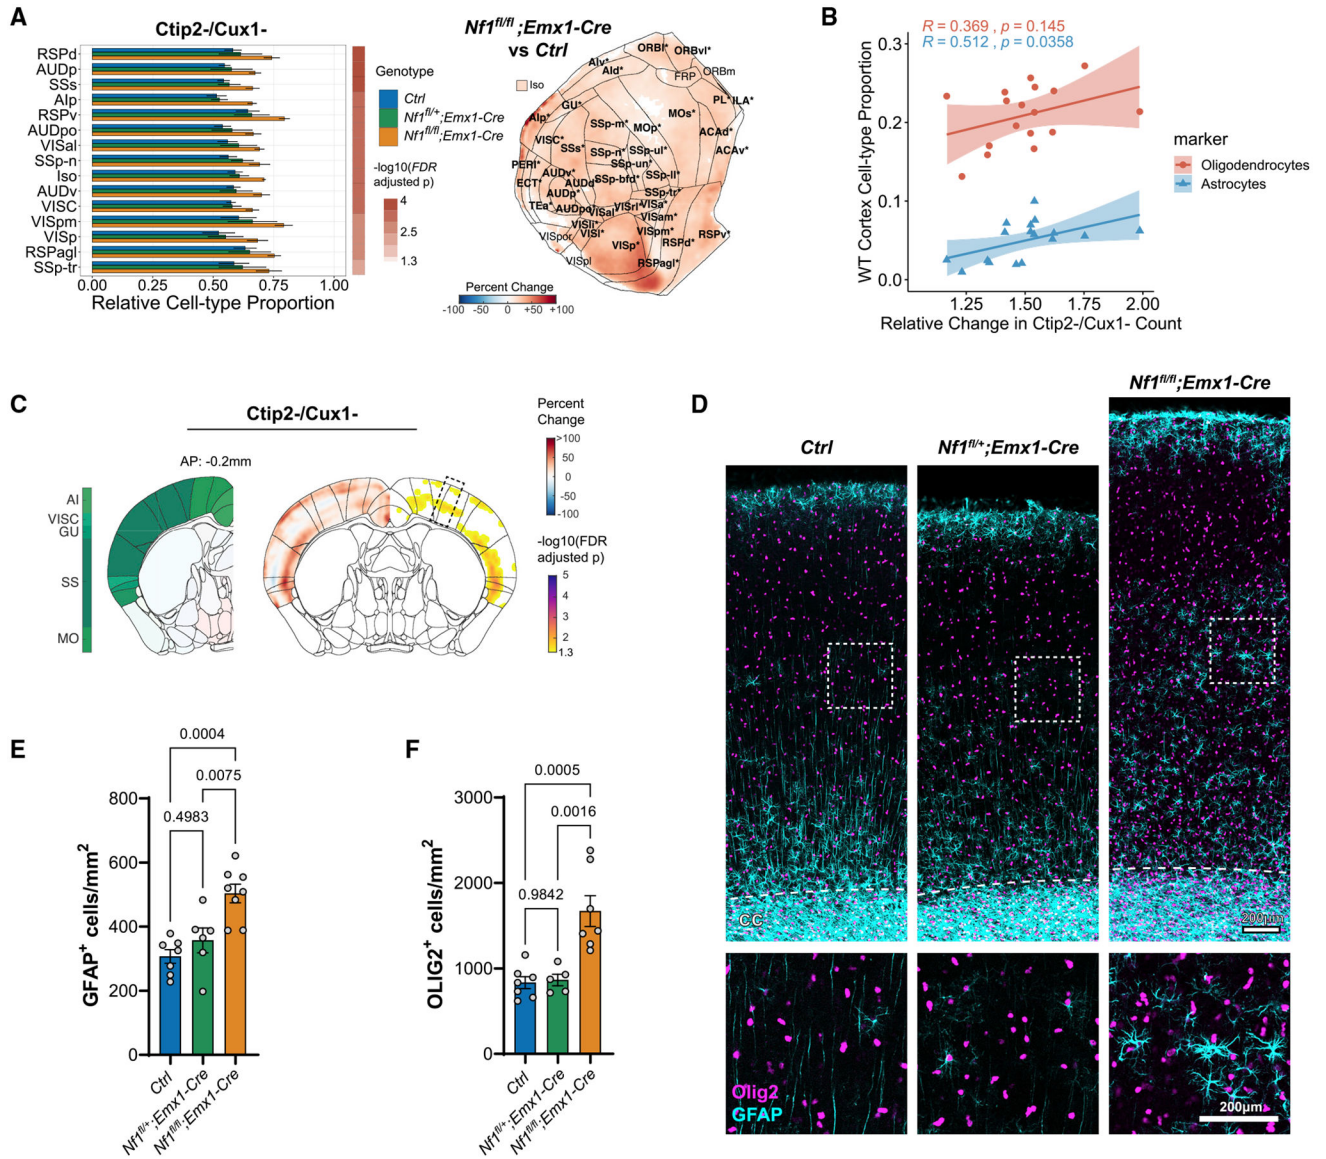 A
Ctip2-/Cux1-
RSPd
AUDp
SSs
AIp
RSPv
AUDpo
VISal
SSp-n
Iso
AUDv
VISC
VISpm
VISp
RSPagl
SSp-tr
0.00 0.25 0.50 0.75 1.00
Relative Cell-type Proportion
Genotype
Ctrl
Nf1fl/+;Emx1-Cre
Nf1fl/fl;Emx1-Cre
-log10(FDR
adjusted p)
4
2.5
1.3
Nf1fl/fl;Emx1-Cre
vs Ctrl
Iso
ORBl* ORBvl*
AIv*
AId* FRP ORBm
GU* PL* ILA*
AIp* MOs*
SSp-m* MOp* ACAd*
VISC* SSs* SSp-n* SSp-ul* ACAv*
PERI* SSp-un*
AUDv* SSp-ll*
ECT* AUDd* SSp-bfd*
AUDp* SSp-tr*
TEa* AUDpo* VISal* VISrl* VISa*
VISli* VISam*
VISpor VISl* VISpm* RSPv*
VISp* RSPd*
VISpl RSPagl*
Percent Change
-100 -50 0 +50 +100
B
R = 0.369 , p = 0.145
R = 0.512 , p = 0.0358
WT Cortex Cell-type Proportion
0.3
0.2
0.1
0.0
1.25 1.50 1.75 2.00
Relative Change in Ctip2-/Cux1- Count
marker
Oligodendrocytes
Astrocytes
C
Ctip2-/Cux1-
AP: -0.2mm
AI
VISC
GU
SS
MO
Percent
Change
>100
50
0
-50
-100
-log10(FDR
adjusted p)
5
4
3
2
1.3
D
Ctrl
Nf1fl/+;Emx1-Cre
Nf1fl/fl;Emx1-Cre
CC
200µm
Olig2
GFAP
200µm
E
0.0004
0.0075
0.4983
GFAP+ cells/mm2
800
600
400
200
0
Ctrl
Nf1fl/+;Emx1-Cre
Nf1fl/fl;Emx1-Cre
F
0.0005
0.0016
0.9842
OLIG2+ cells/mm2
3000
2000
1000
0
Ctrl
Nf1fl/+;Emx1-Cre
Nf1fl/fl;Emx1-Cre